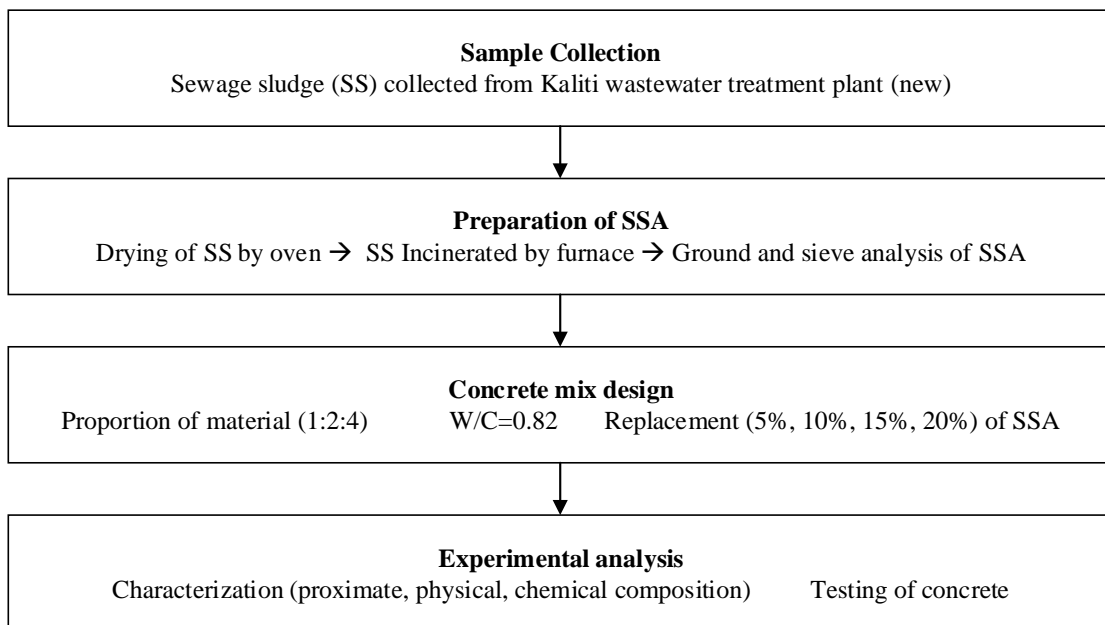 Sample Collection
Sewage sludge (SS) collected from Kaliti wastewater treatment plant (new)
Preparation of SSA
Drying of SS by oven → SS Incinerated by furnace → Ground and sieve analysis of SSA
Concrete mix design
Proportion of material (1:2:4) W/C=0.82 Replacement (5%, 10%, 15%, 20%) of SSA
Experimental analysis
Characterization (proximate, physical, chemical composition) Testing of concrete